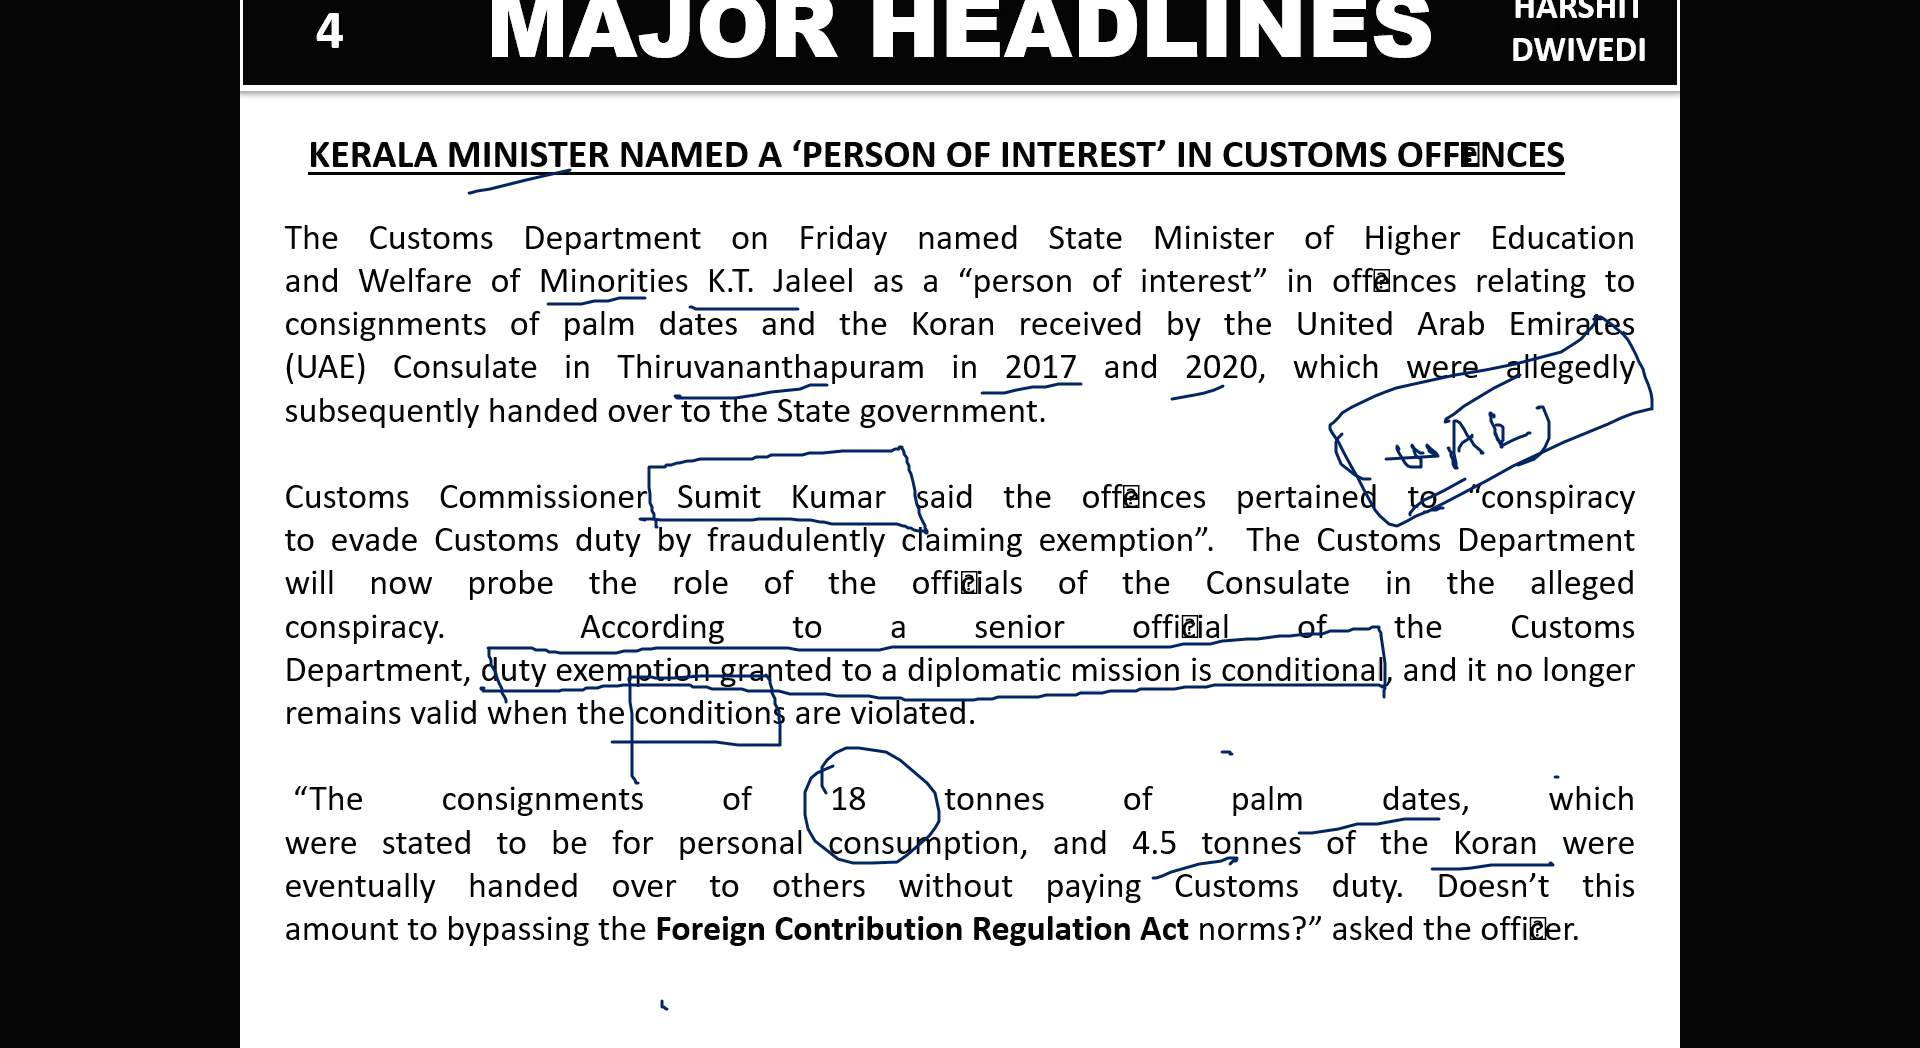 4
MAJOR HEADLINES
HARSHIT
DWIVEDI
KERALA MINISTER NAMED A ‘PERSON OF INTEREST’ IN CUSTOMS OFFENCES
The Customs Department on Friday named State Minister of Higher Education
and Welfare of Minorities K.T. Jaleel as a “person of interest” in offences relating to
consignments of palm dates and the Koran received by the United Arab Emirates
(UAE) Consulate in Thiruvananthapuram in 2017 and 2020, which were allegedly
subsequently handed over to the State government.
Customs Commissioner Sumit Kumar said the offences pertained to “conspiracy
to evade Customs duty by fraudulently claiming exemption”. The Customs Department
will now probe the role of the officials of the Consulate in the alleged
conspiracy. According to a senior official of the Customs
Department, duty exemption granted to a diplomatic mission is conditional, and it no longer
remains valid when the conditions are violated.
“The consignments of 18 tonnes of palm dates, which
were stated to be for personal consumption, and 4.5 tonnes of the Koran were
eventually handed over to others without paying Customs duty. Doesn’t this
amount to bypassing the Foreign Contribution Regulation Act norms?” asked the officer.